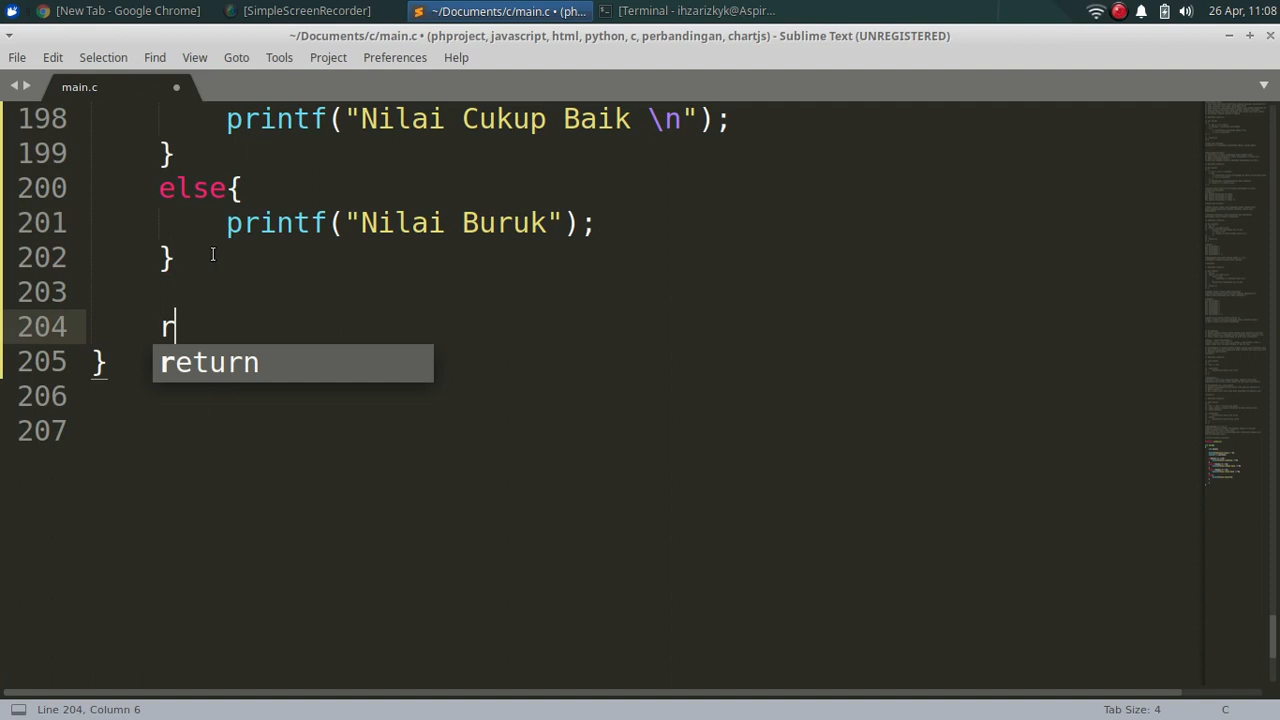 [New Tab - Google Chrome] [SimpleScreenRecorder] ~/Documents/c/main.c • (ph... [Terminal - ihzarizkyk@Aspir... 26 Apr, 11:08
~/Documents/c/main.c • (phproject, javascript, html, python, c, perbandingan, chartjs) - Sublime Text (UNREGISTERED)
File Edit Selection Find View Goto Tools Project Preferences Help
main.c
198 printf("Nilai Cukup Baik \n");
199 }
200 else{
201 printf("Nilai Buruk");
202 }
203
204 r
return
205 }
206
207
Line 204, Column 6 Tab Size: 4 C